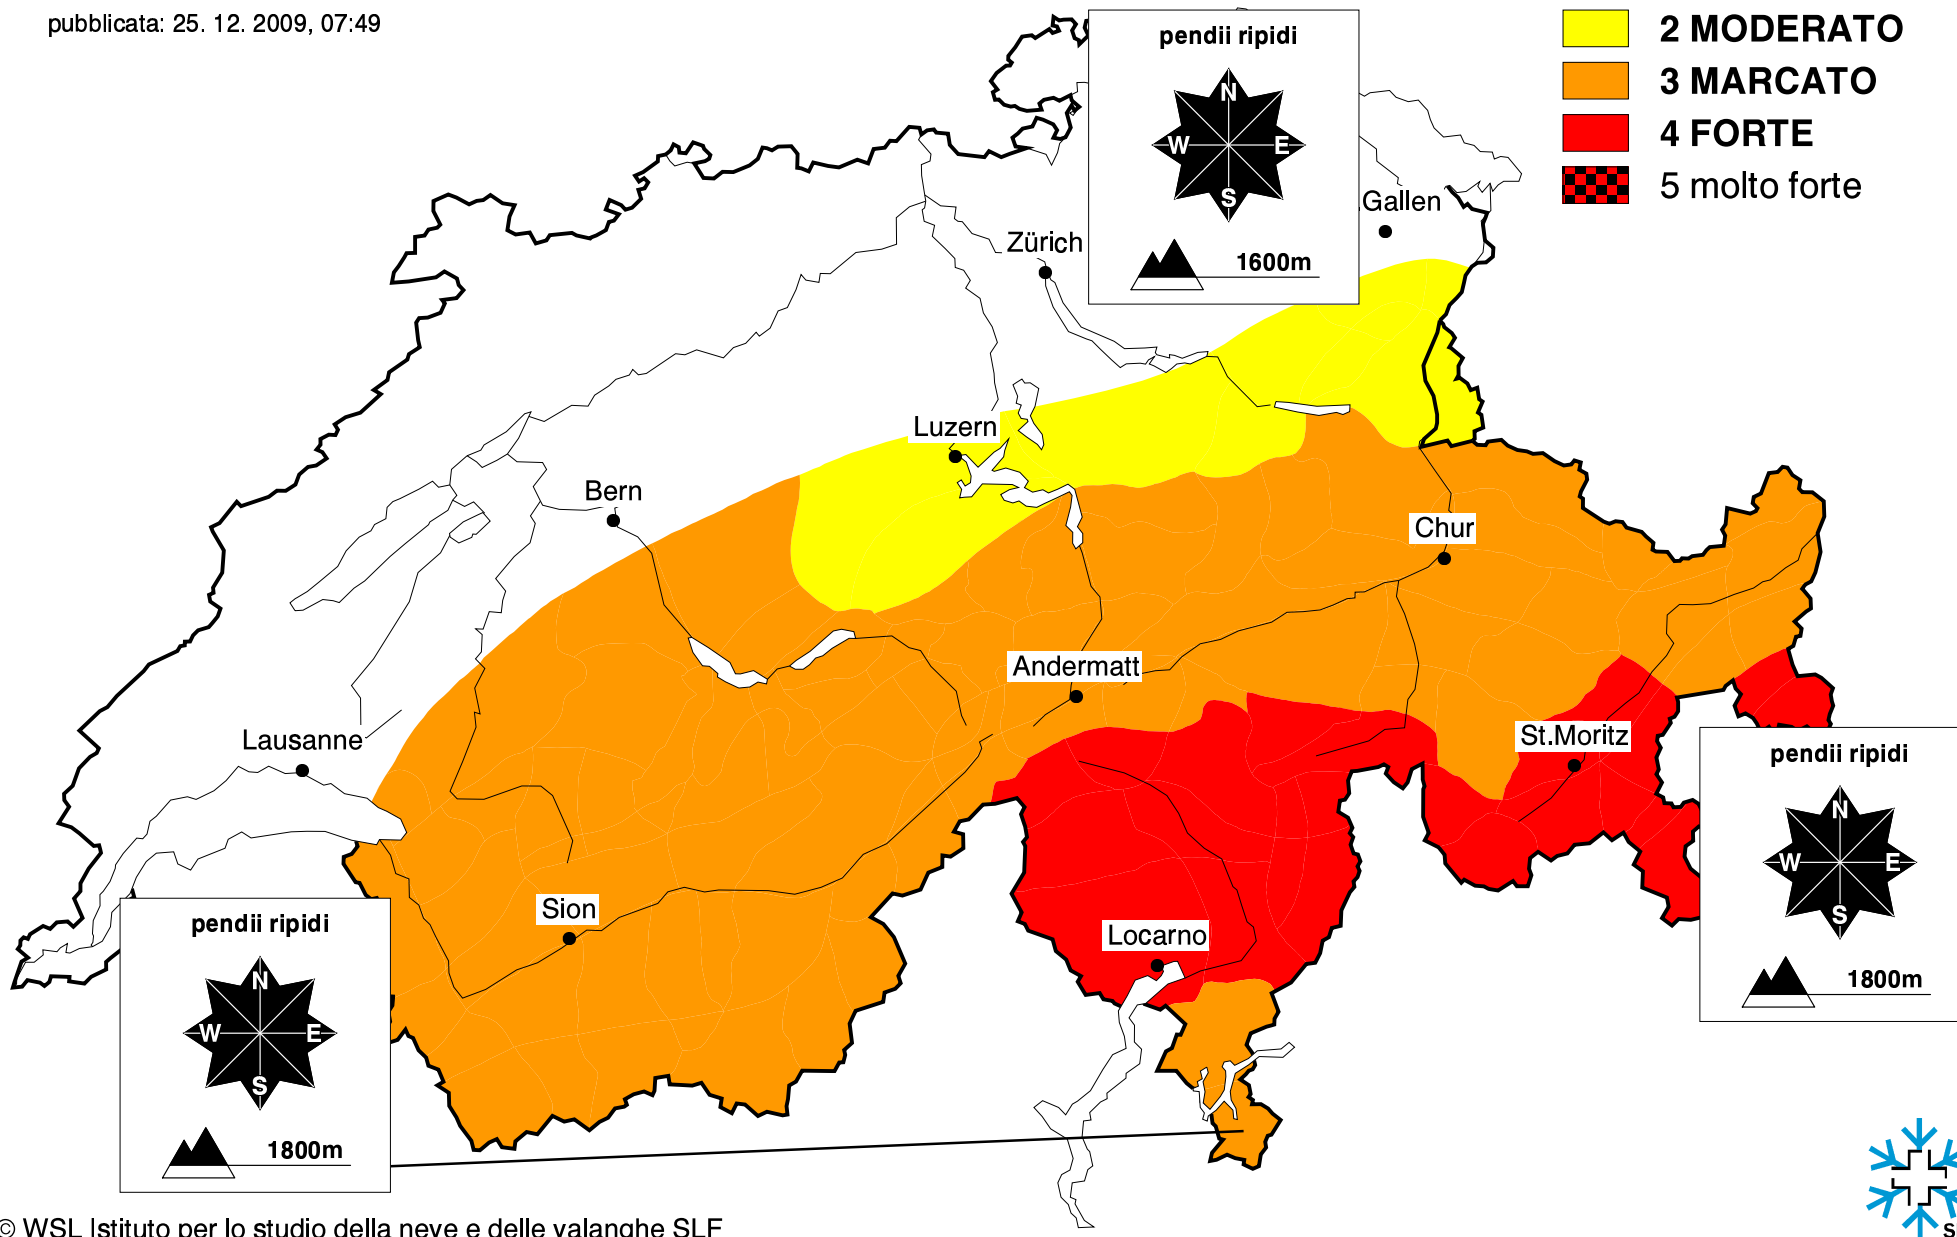 pubblicata: 25. 12. 2009, 07:49
2 MODERATO
3 MARCATO
4 FORTE
5 molto forte
pendii ripidi
N
W E
S
1600m
Gallen
Zürich
Luzern
Bern
Chur
Andermatt
St.Moritz
Lausanne
Sion
Locarno
pendii ripidi
N
W E
S
1800m
pendii ripidi
N
W E
S
1800m
© WSL Istituto per lo studio della neve e delle valanghe SLF